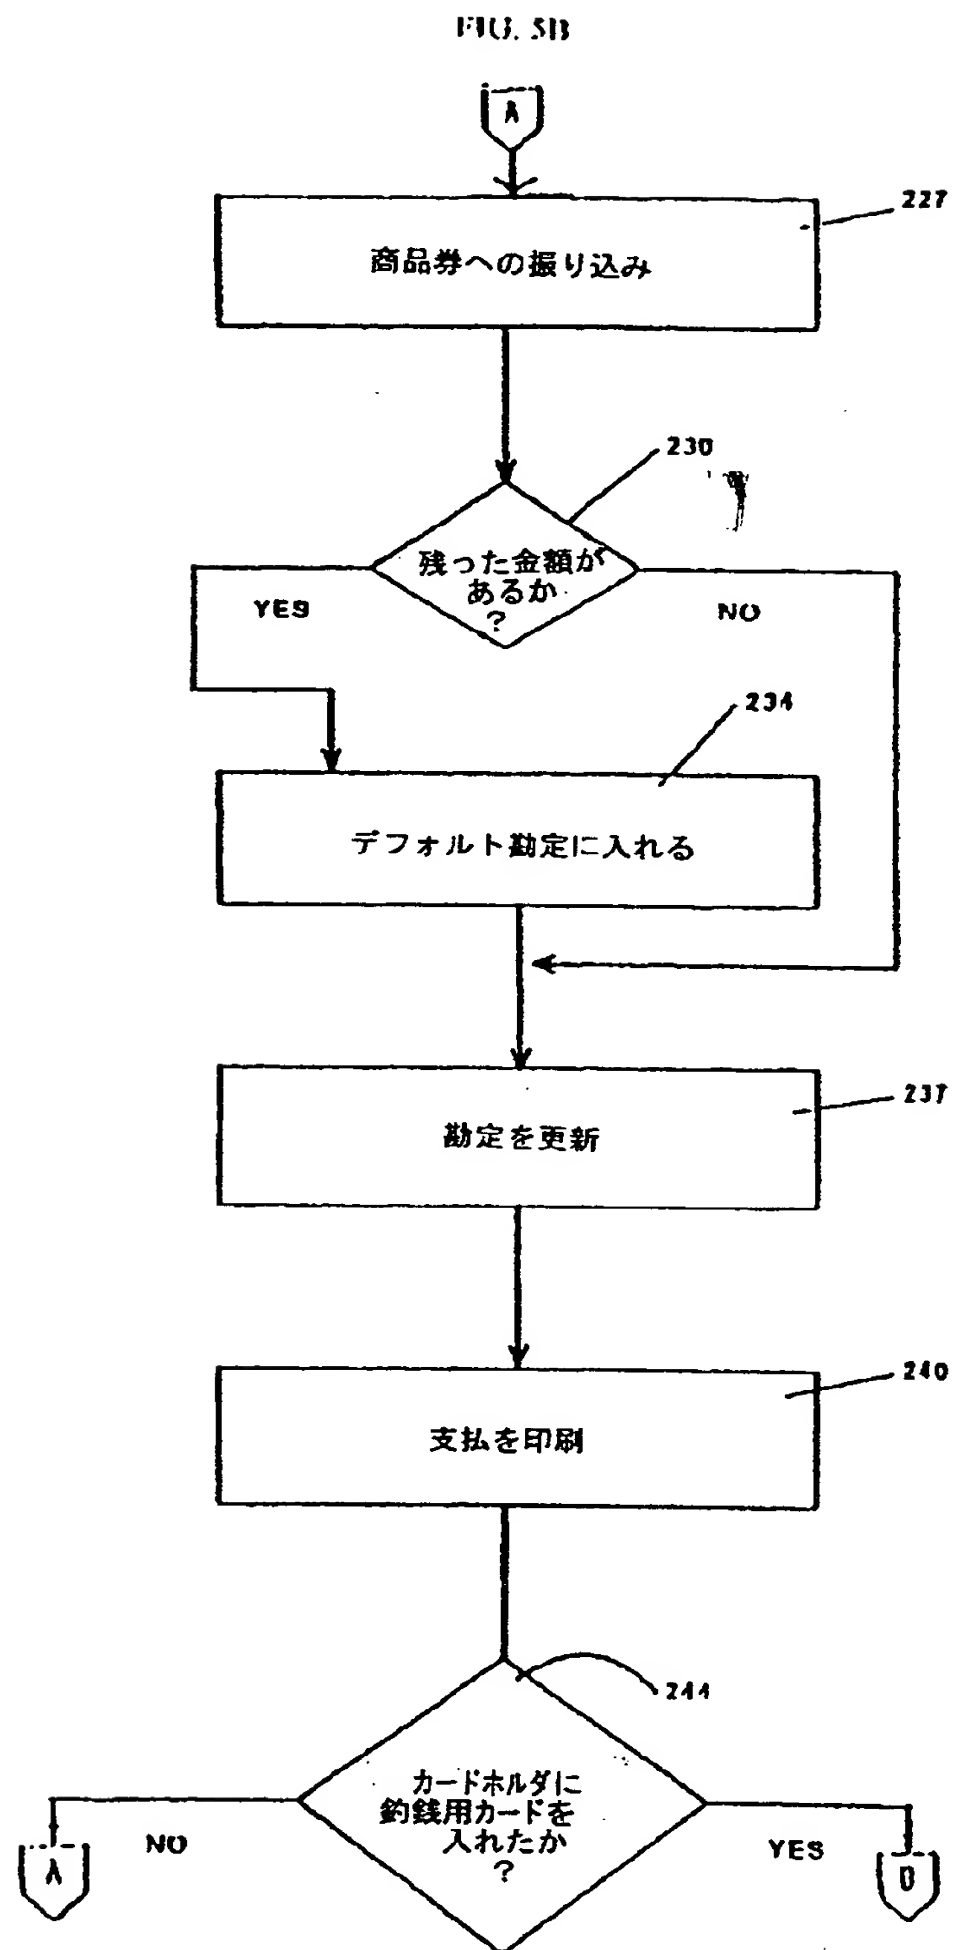 FIG. 5B
A
227
商品券への振り込み
230
残った金額が
あるか
?
YES
NO
234
デフォルト勘定に入れる
237
勘定を更新
240
支払を印刷
244
カードホルダに
釣銭用カードを
入れたか
?
NO
YES
A